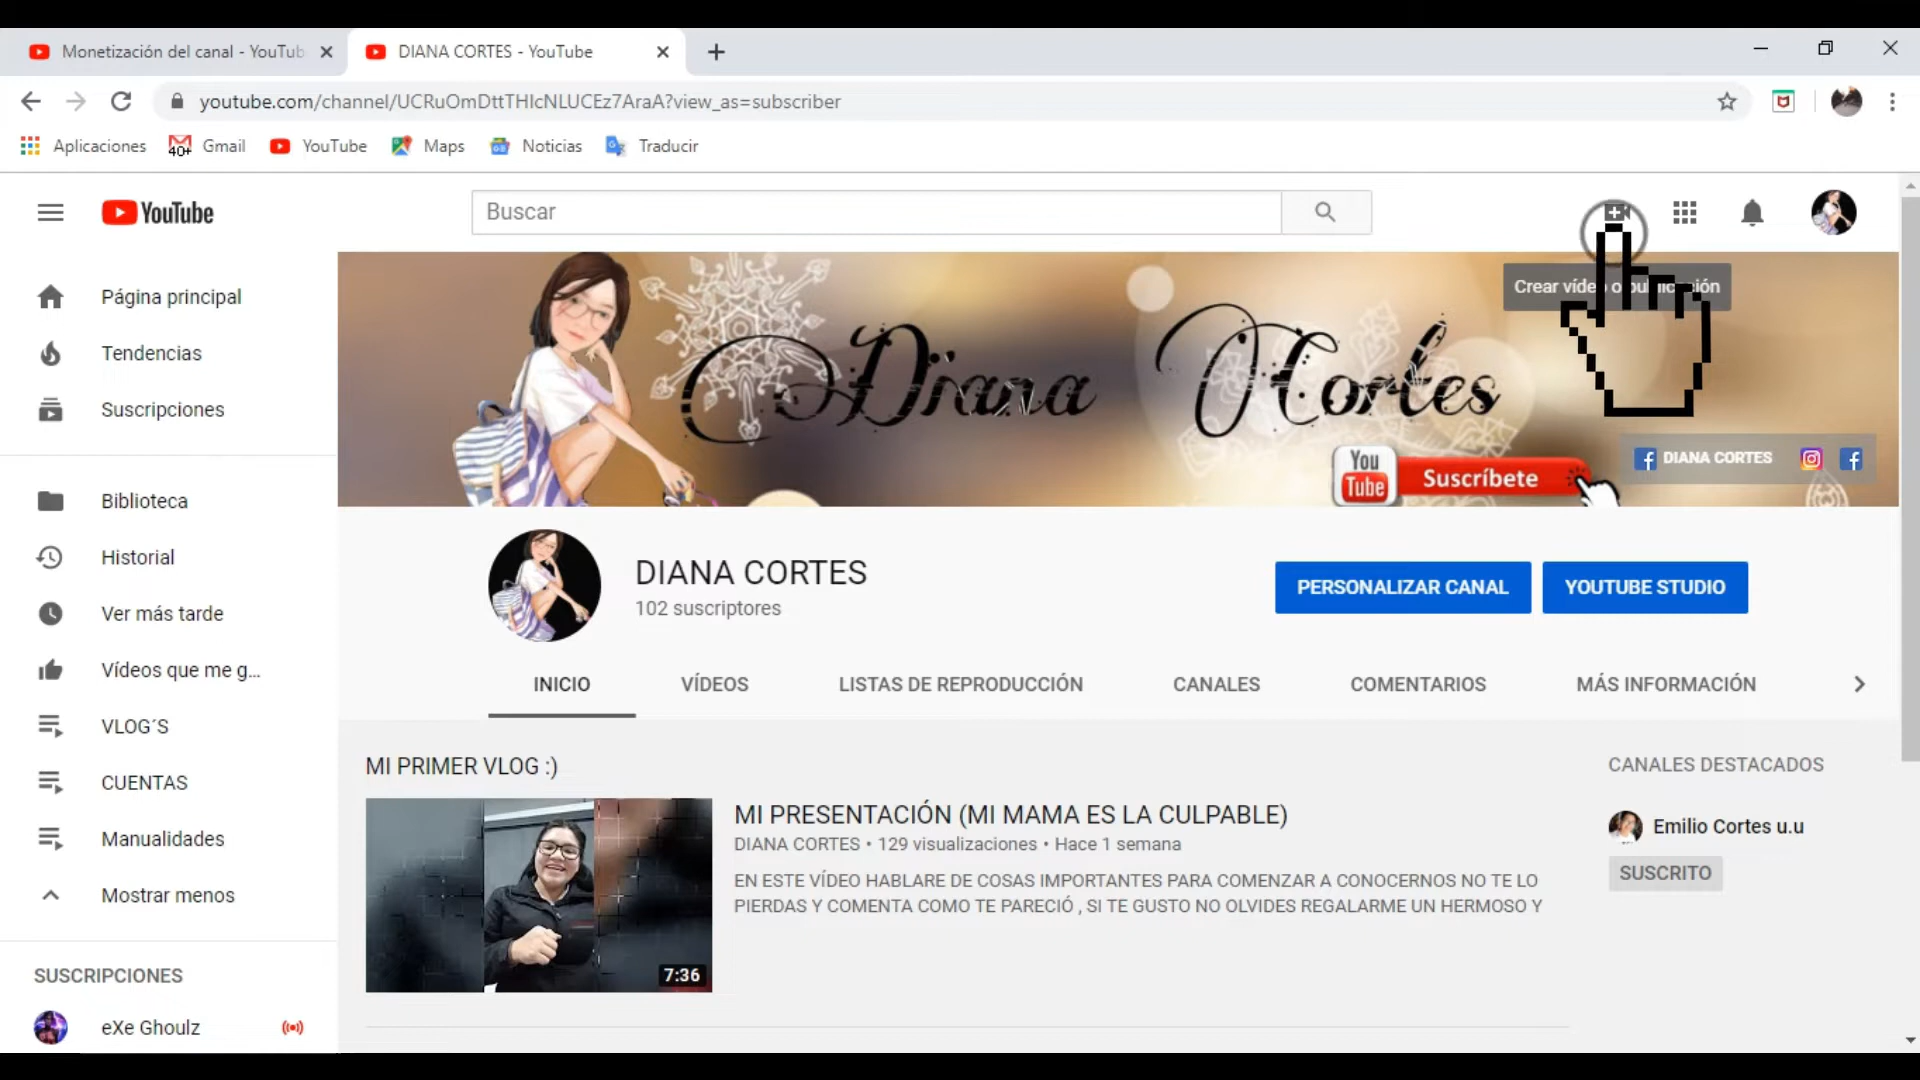 Monetización del canal - YouTub
DIANA CORTES - YouTube
youtube.com/channel/UCRuOmDttTHIcNLUCEz7AraA?view_as=subscriber
Aplicaciones
40+
Gmail
YouTube
Maps
Noticias
Traducir
YouTube
Buscar
Crear vídeo o publicación
Página principal
Tendencias
Suscripciones
Biblioteca
Historial
Ver más tarde
Vídeos que me g...
VLOG´S
CUENTAS
Manualidades
Mostrar menos
SUSCRIPCIONES
eXe Ghoulz
Diana Cortes
You
Tube
Suscríbete
DIANA CORTES
DIANA CORTES
102 suscriptores
PERSONALIZAR CANAL
YOUTUBE STUDIO
INICIO
VÍDEOS
LISTAS DE REPRODUCCIÓN
CANALES
COMENTARIOS
MÁS INFORMACIÓN
MI PRIMER VLOG :)
7:36
MI PRESENTACIÓN (MI MAMA ES LA CULPABLE)
DIANA CORTES • 129 visualizaciones • Hace 1 semana
EN ESTE VÍDEO HABLARE DE COSAS IMPORTANTES PARA COMENZAR A CONOCERNOS NO TE LO
PIERDAS Y COMENTA COMO TE PARECIÓ , SI TE GUSTO NO OLVIDES REGALARME UN HERMOSO Y
CANALES DESTACADOS
Emilio Cortes u.u
SUSCRITO